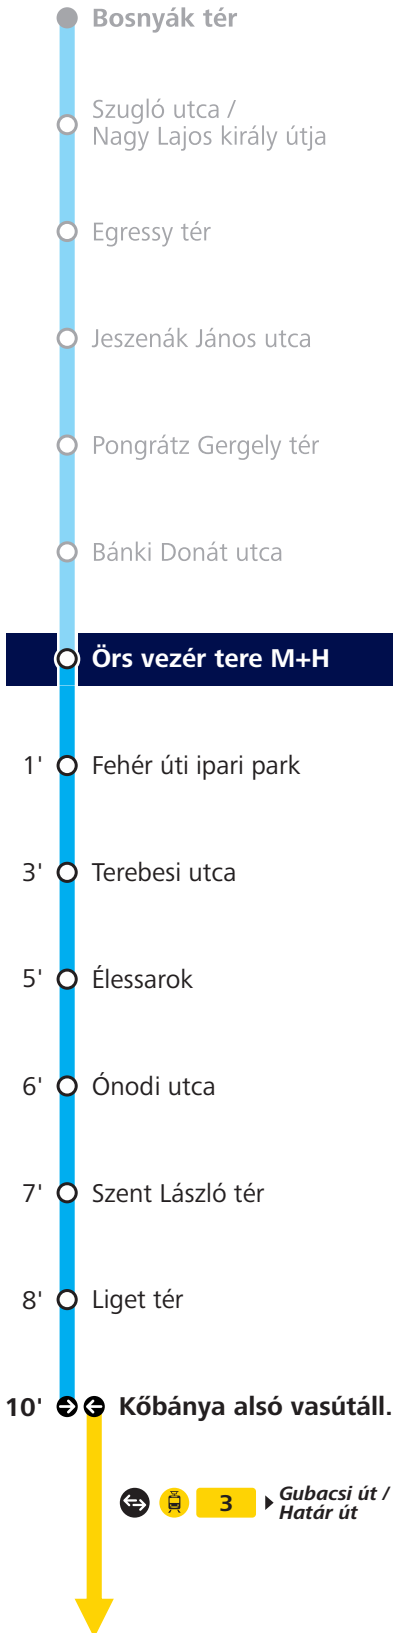 Bosnyák tér
Szugló utca /
Nagy Lajos király útja
Egressy tér
Jeszenák János utca
Pongrátz Gergely tér
Bánki Donát utca
Örs vezér tere M+H
1' Fehér úti ipari park
3' Terebesi utca
5' Élessarok
6' Ónodi utca
7' Szent László tér
8' Liget tér
10' Kőbánya alsó vasútáll.
3 Gubacsi út /
Határ út